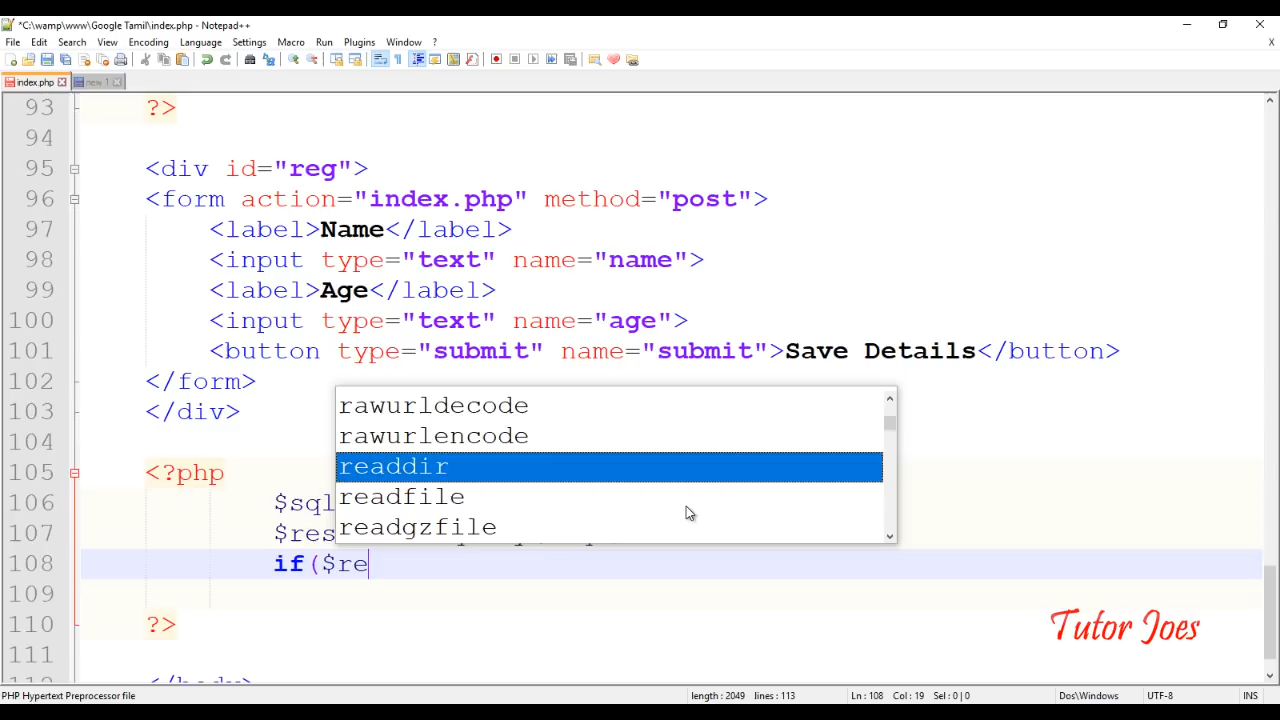 *C:\wamp\www\Google Tamil\index.php - Notepad++
File Edit Search View Encoding Language Settings Macro Run Plugins Window ? X
index.php new 1
93 ?>
94
95 <div id="reg">
96 <form action="index.php" method="post">
97 <label>Name</label>
98 <input type="text" name="name">
99 <label>Age</label>
100 <input type="text" name="age">
101 <button type="submit" name="submit">Save Details</button>
102 </form>
103 </div>
rawurldecode
rawurlencode
105 <?php
readdir
106 $sql
readfile
107 $res
readgzfile
108 if($re
109
110 ?>
Tutor Joes
111
</body>
PHP Hypertext Preprocessor file length : 2049 lines : 113 Ln : 108 Col : 19 Sel : 0 | 0 Dos\Windows UTF-8 INS